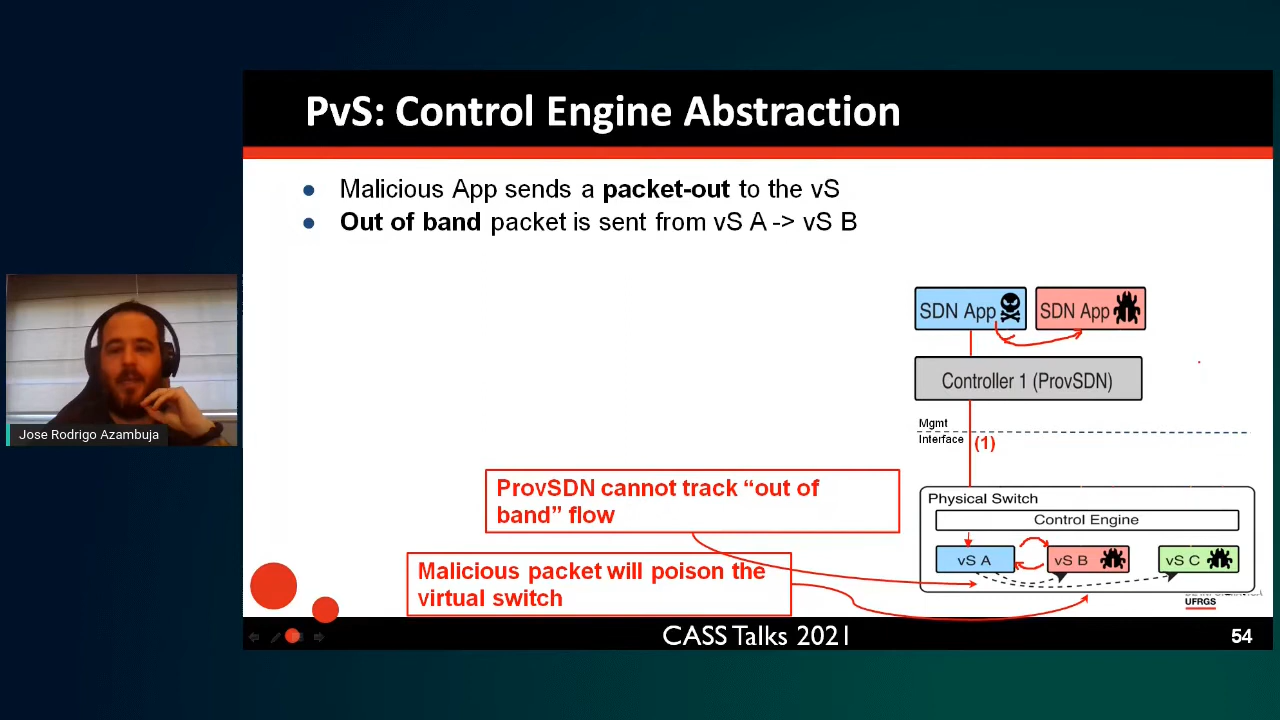 PvS: Control Engine Abstraction
Malicious App sends a packet-out to the vS
Out of band packet is sent from vS A -> vS B
SDN App
SDN App
Controller 1 (ProvSDN)
Mgmt
Interface
(1)
Physical Switch
Control Engine
vS A
vS B
vS C
ProvSDN cannot track “out of
band” flow
Malicious packet will poison the
virtual switch
UFRGS
CASS Talks 2021
54
Jose Rodrigo Azambuja